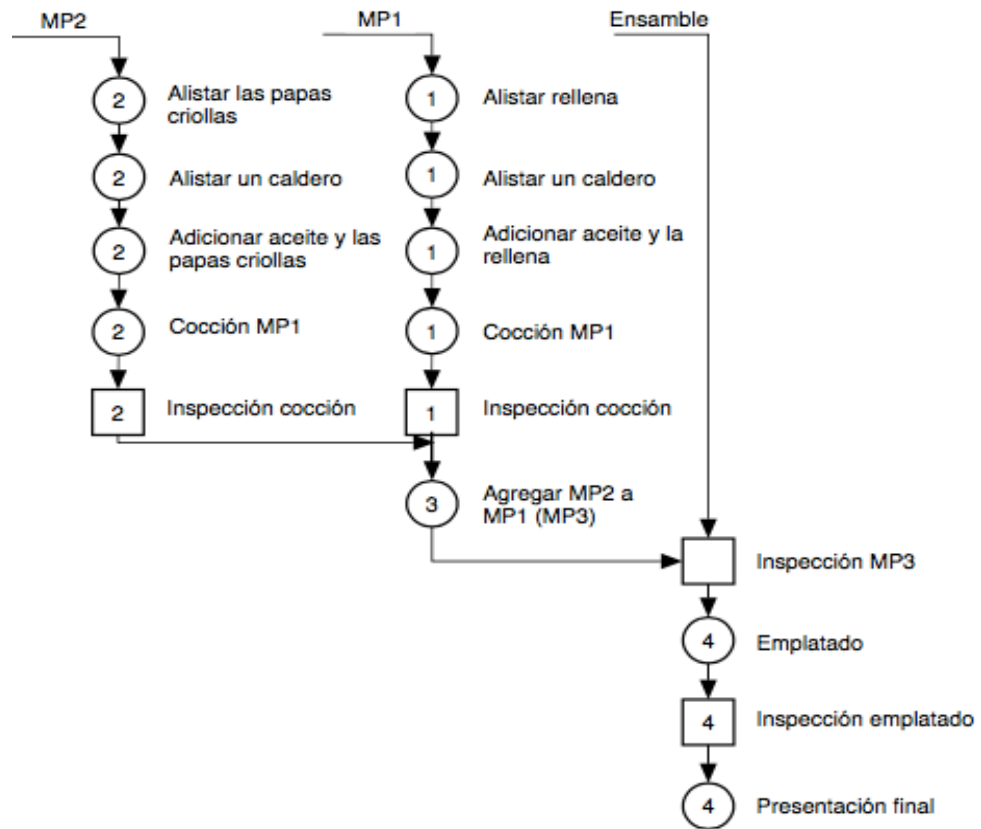 MP2
MP1
Ensamble
2
Alistar las papas
criollas
1
Alistar rellena
2
Alistar un caldero
1
Alistar un caldero
2
Adicionar aceite y las
papas criollas
1
Adicionar aceite y la
rellena
2
Cocción MP1
1
Cocción MP1
2
Inspección cocción
1
Inspección cocción
3
Agregar MP2 a
MP1 (MP3)
Inspección MP3
4
Emplatado
4
Inspección emplatado
4
Presentación final